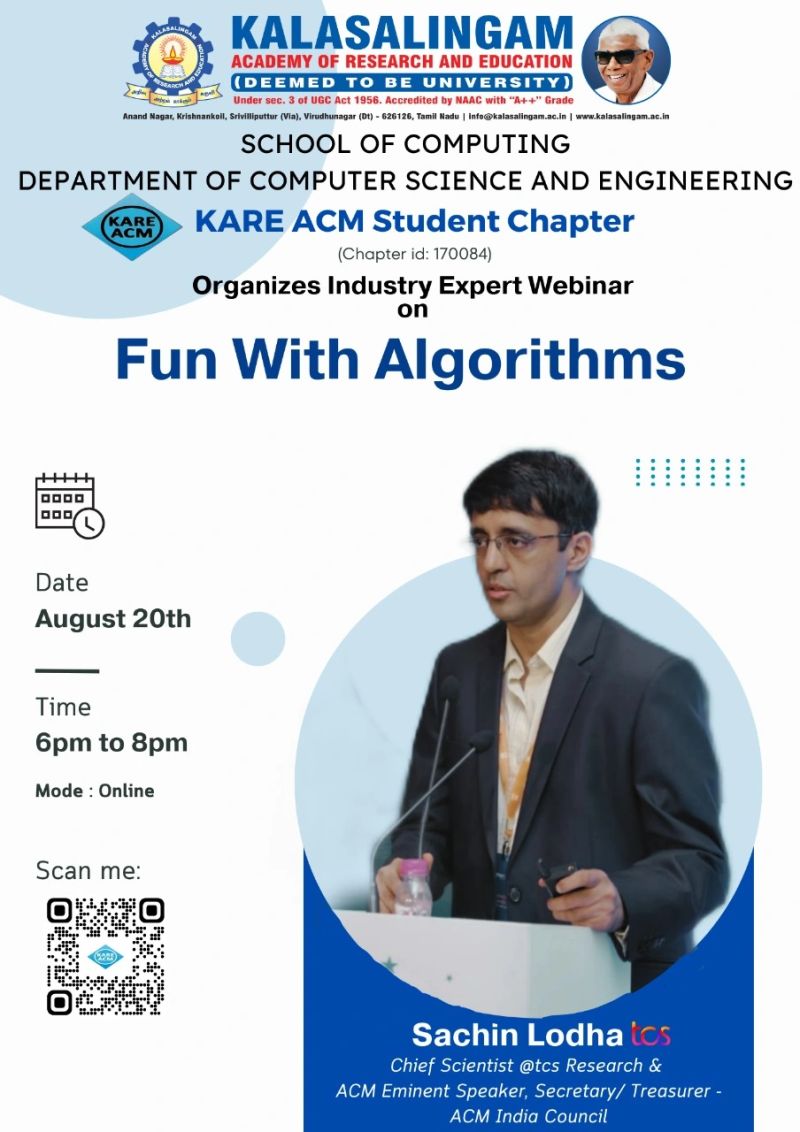 KALASALINGAM
ACADEMY OF RESEARCH AND EDUCATION
(DEEMED TO BE UNIVERSITY)
Under sec. 3 of UGC Act 1956. Accredited by NAAC with "A++" Grade
Anand Nagar, Krishnankoil, Srivilliputtur (Via), Virudhunagar (Dt) - 626126, Tamil Nadu | info@kalasalingam.ac.in | www.kalasalingam.ac.in
SCHOOL OF COMPUTING
DEPARTMENT OF COMPUTER SCIENCE AND ENGINEERING
KARE
ACM
KARE ACM Student Chapter
(Chapter id: 170084)
Organizes Industry Expert Webinar
on
Fun With Algorithms
Date
August 20th
Time
6pm to 8pm
Mode : Online
Scan me:
KARE
ACM
Sachin Lodha tcs
Chief Scientist @tcs Research &
ACM Eminent Speaker, Secretary/ Treasurer -
ACM India Council